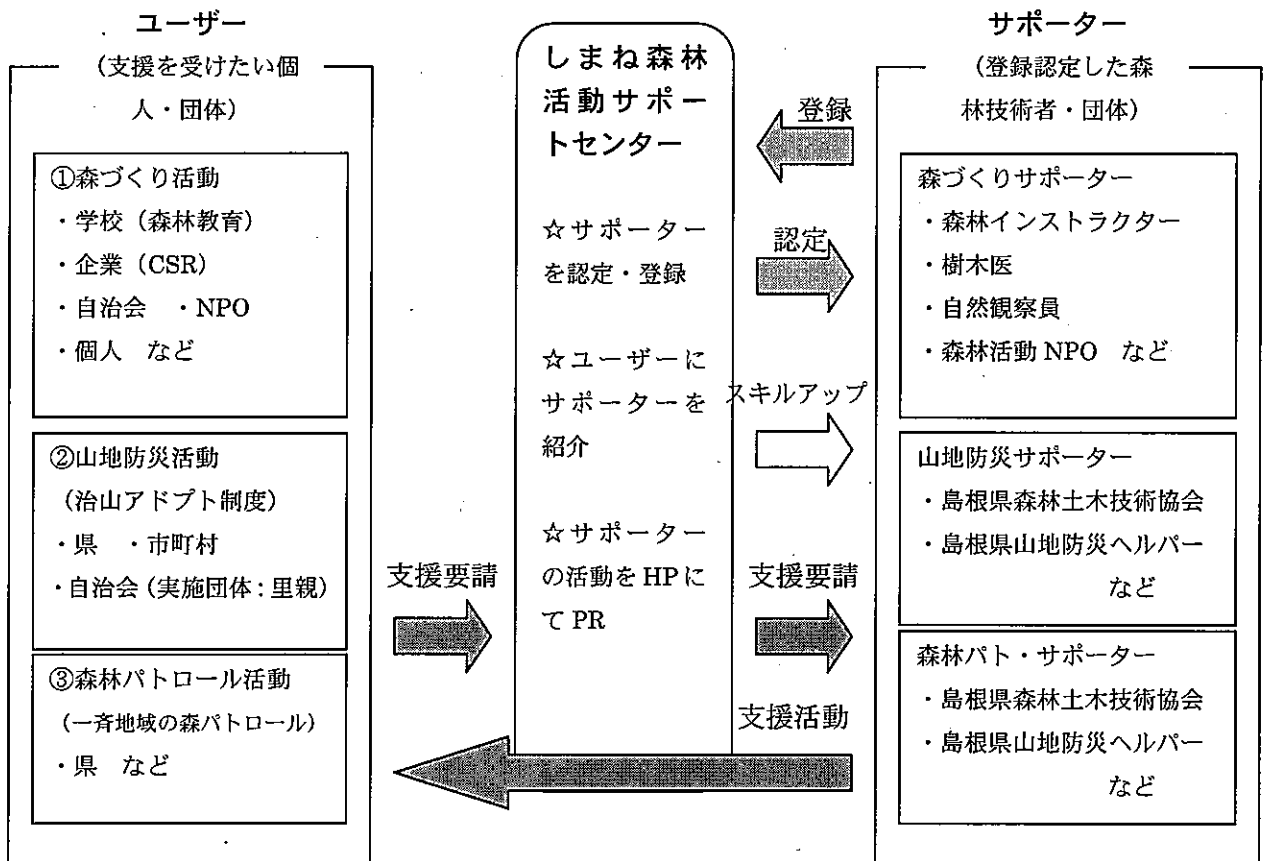 ユーザー
(支援を受けたい個
人・団体)
①森づくり活動
・学校（森林教育）
・企業（CSR）
・自治会　・NPO
・個人　など
②山地防災活動
（治山アドプト制度）
・県　・市町村
・自治会（実施団体：里親）
③森林パトロール活動
（一斉地域の森パトロール）
・県　など
支援要請
しまね森林
活動サポー
トセンター
☆サポーター
を認定・登録
☆ユーザーに
サポーターを
紹介
☆サポーター
の活動をHPに
てPR
登録
認定
スキルアップ
支援要請
支援活動
サポーター
(登録認定した森
林技術者・団体)
森づくりサポーター
・森林インストラクター
・樹木医
・自然観察員
・森林活動NPO　など
山地防災サポーター
・島根県森林土木技術協会
・島根県山地防災ヘルパー
など
森林パト・サポーター
・島根県森林土木技術協会
・島根県山地防災ヘルパー
など